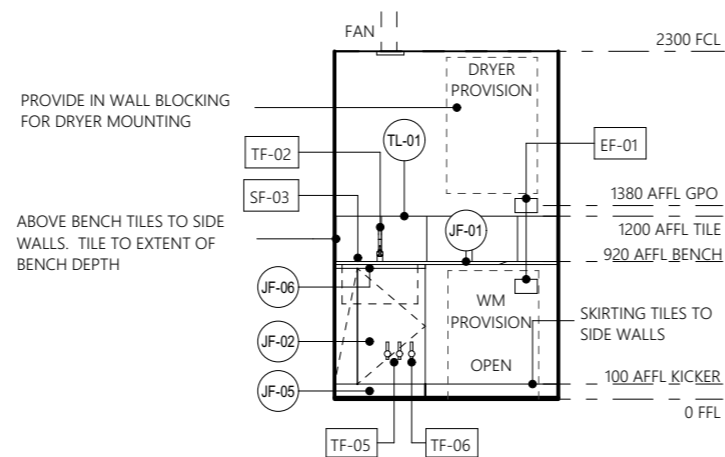 FAN
2300 FCL
DRYER
PROVISION
PROVIDE IN WALL BLOCKING
FOR DRYER MOUNTING
TL-01
EF-01
TF-02
SF-03
1380 AFFL GPO
ABOVE BENCH TILES TO SIDE
WALLS. TILE TO EXTENT OF
BENCH DEPTH
JF-01
1200 AFFL TILE
920 AFFL BENCH
JF-06
WM
PROVISION
SKIRTING TILES TO
SIDE WALLS
JF-02
OPEN
100 AFFL KICKER
JF-05
0 FFL
TF-05
TF-06